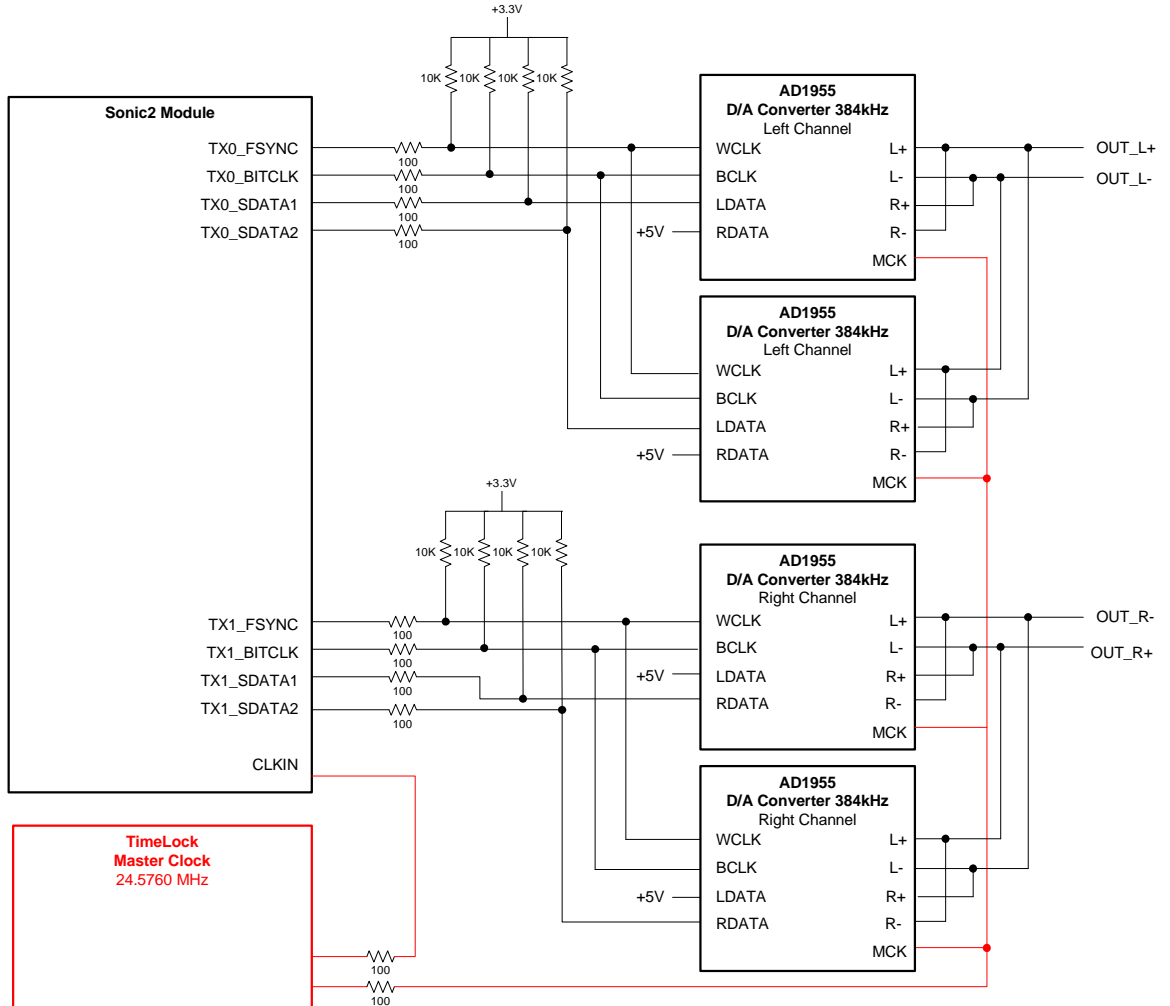 +3.3V
10K 10K 10K 10K
Sonic2 Module
TX0_FSYNC
100
TX0_BITCLK
100
TX0_SDATA1
100
TX0_SDATA2
100
AD1955
D/A Converter 384kHz
Left Channel
WCLK L+
BCLK L-
LDATA R+
+5V RDATA R-
MCK
OUT_L+
OUT_L-
AD1955
D/A Converter 384kHz
Left Channel
WCLK L+
BCLK L-
LDATA R+
+5V RDATA R-
MCK
+3.3V
10K 10K 10K 10K
TX1_FSYNC
100
TX1_BITCLK
100
TX1_SDATA1
100
TX1_SDATA2
100
CLKIN
AD1955
D/A Converter 384kHz
Right Channel
WCLK L+
BCLK L-
+5V LDATA R+
RDATA R-
MCK
OUT_R-
OUT_R+
AD1955
D/A Converter 384kHz
Right Channel
WCLK L+
BCLK L-
+5V LDATA R+
RDATA R-
MCK
TimeLock
Master Clock
24.5760 MHz
100
100